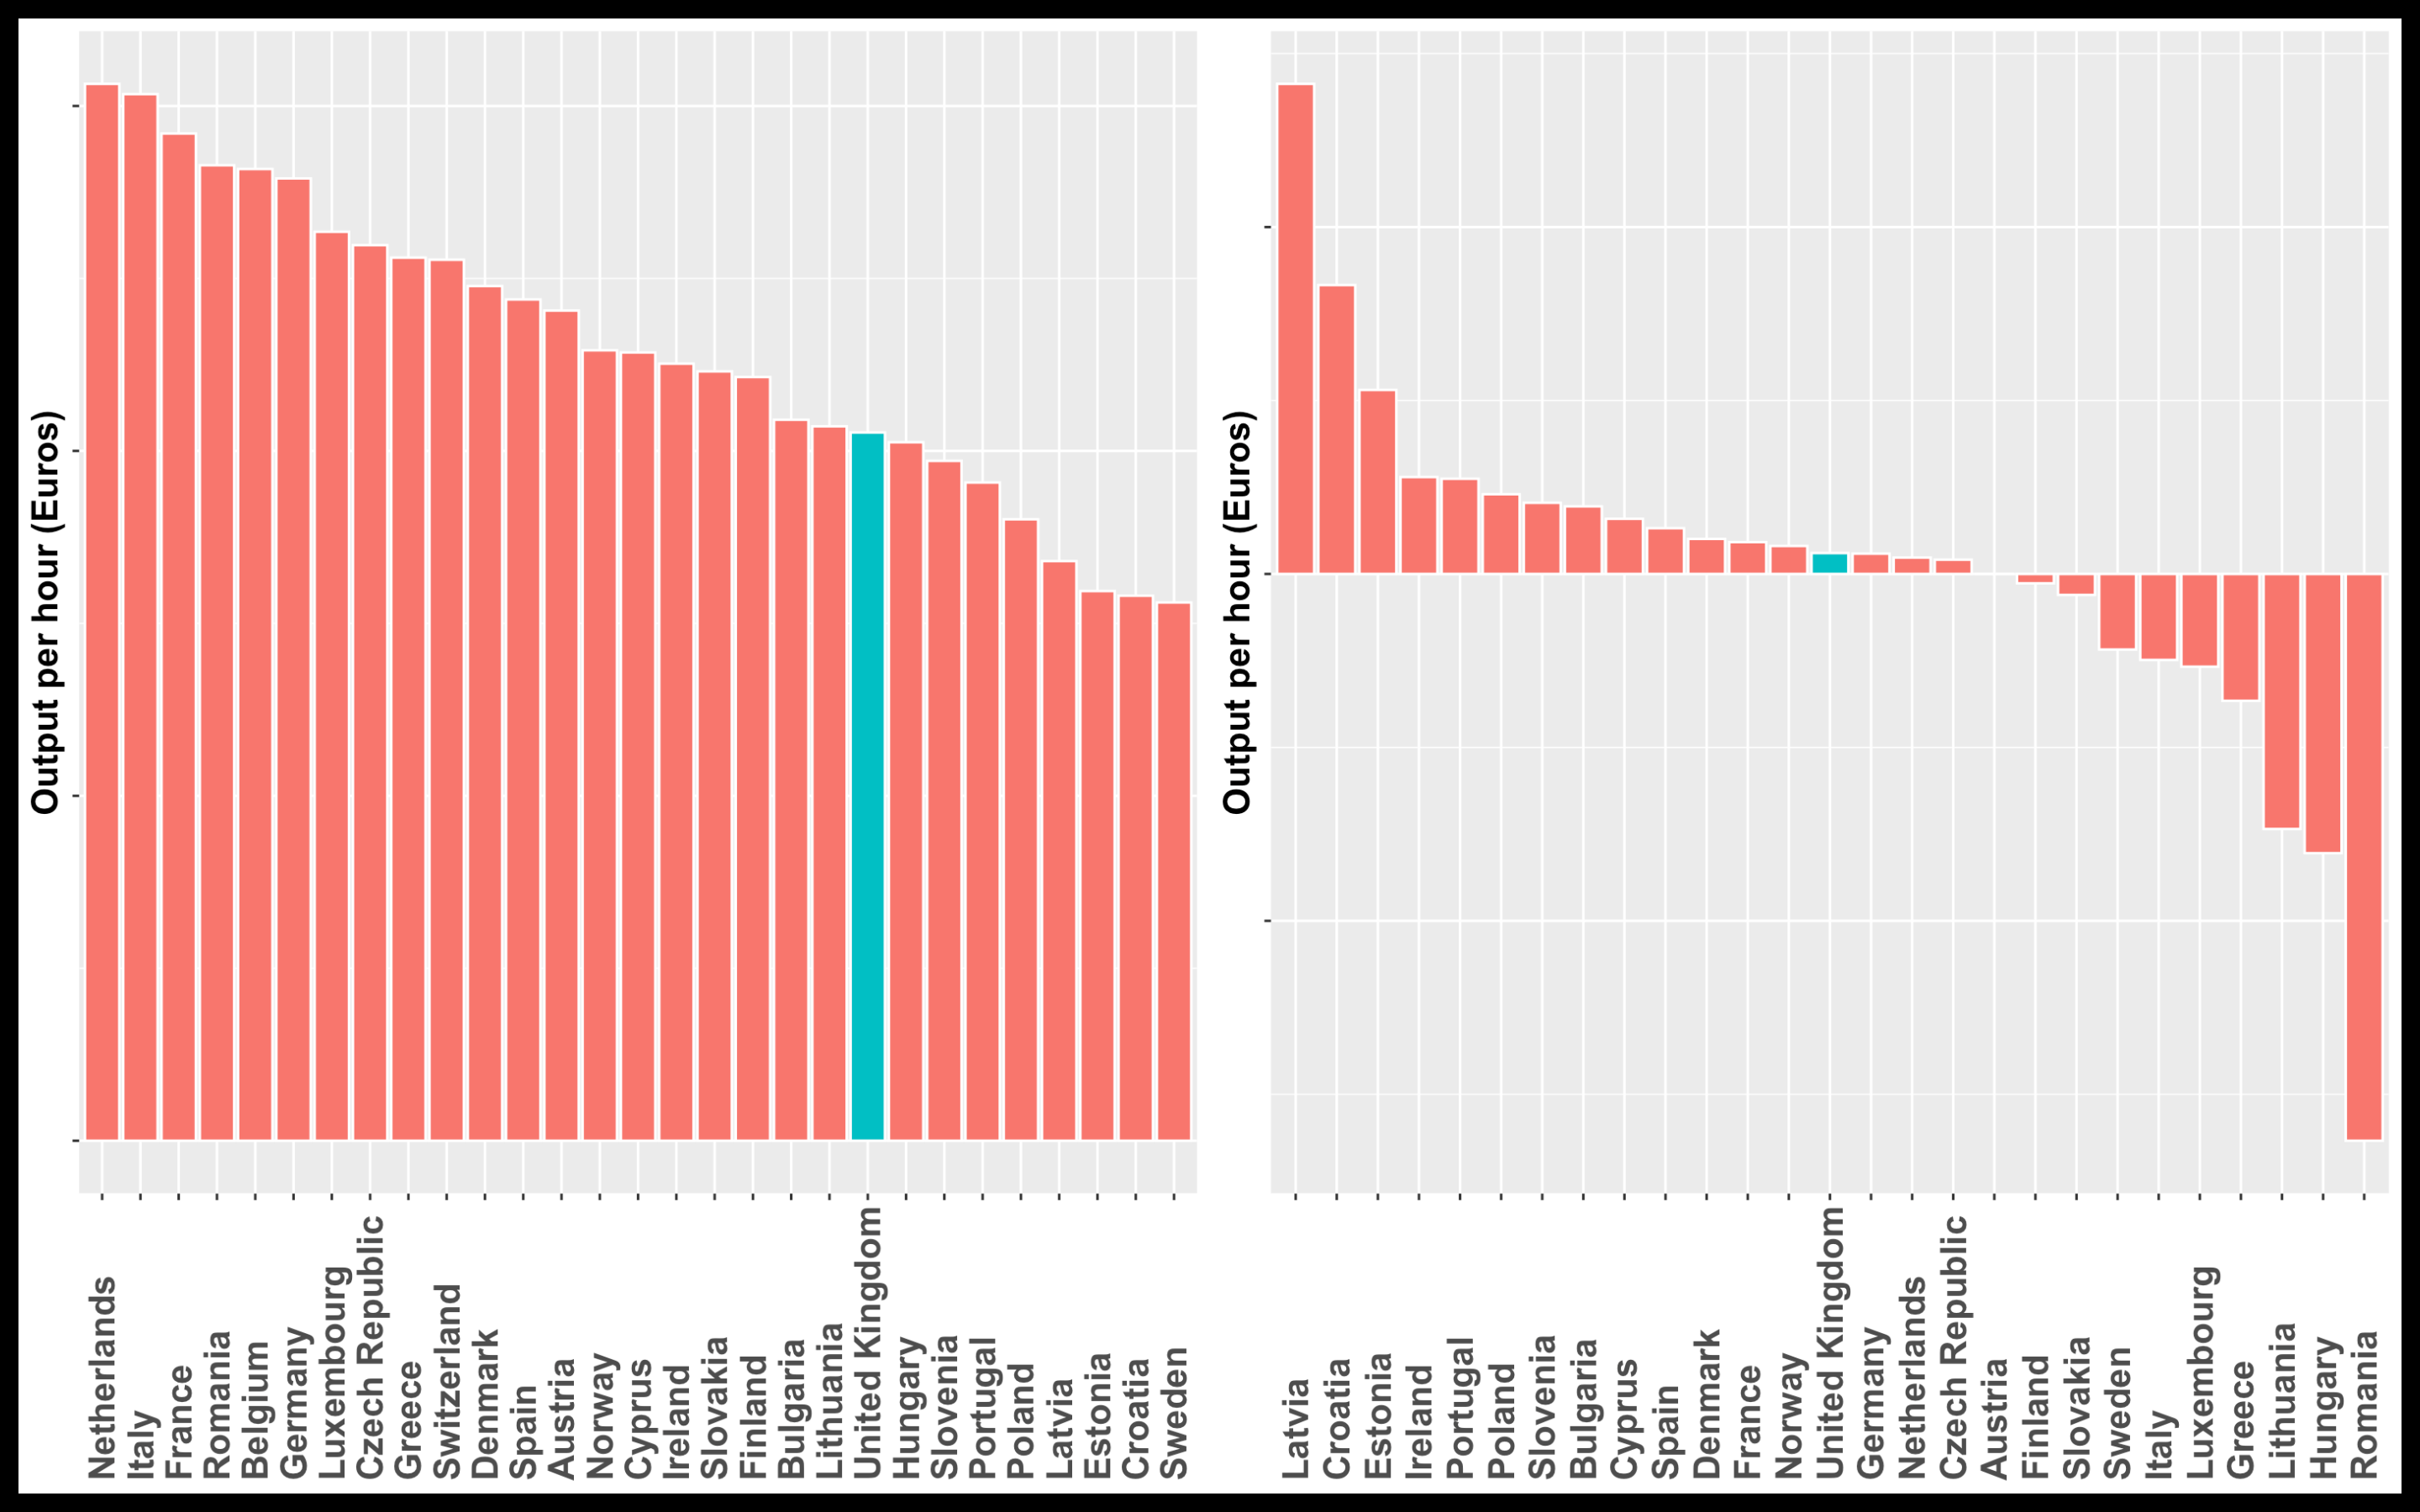 Output per hour (Euros)
Netherlands
Italy
France
Romania
Belgium
Germany
Luxembourg
Czech Republic
Greece
Switzerland
Denmark
Spain
Austria
Norway
Cyprus
Ireland
Slovakia
Finland
Bulgaria
Lithuania
United Kingdom
Hungary
Slovenia
Portugal
Poland
Latvia
Estonia
Croatia
Sweden
Output per hour (Euros)
Latvia
Croatia
Estonia
Ireland
Portugal
Poland
Slovenia
Bulgaria
Cyprus
Spain
Denmark
France
Norway
United Kingdom
Germany
Netherlands
Czech Republic
Austria
Finland
Slovakia
Sweden
Italy
Luxembourg
Greece
Lithuania
Hungary
Romania